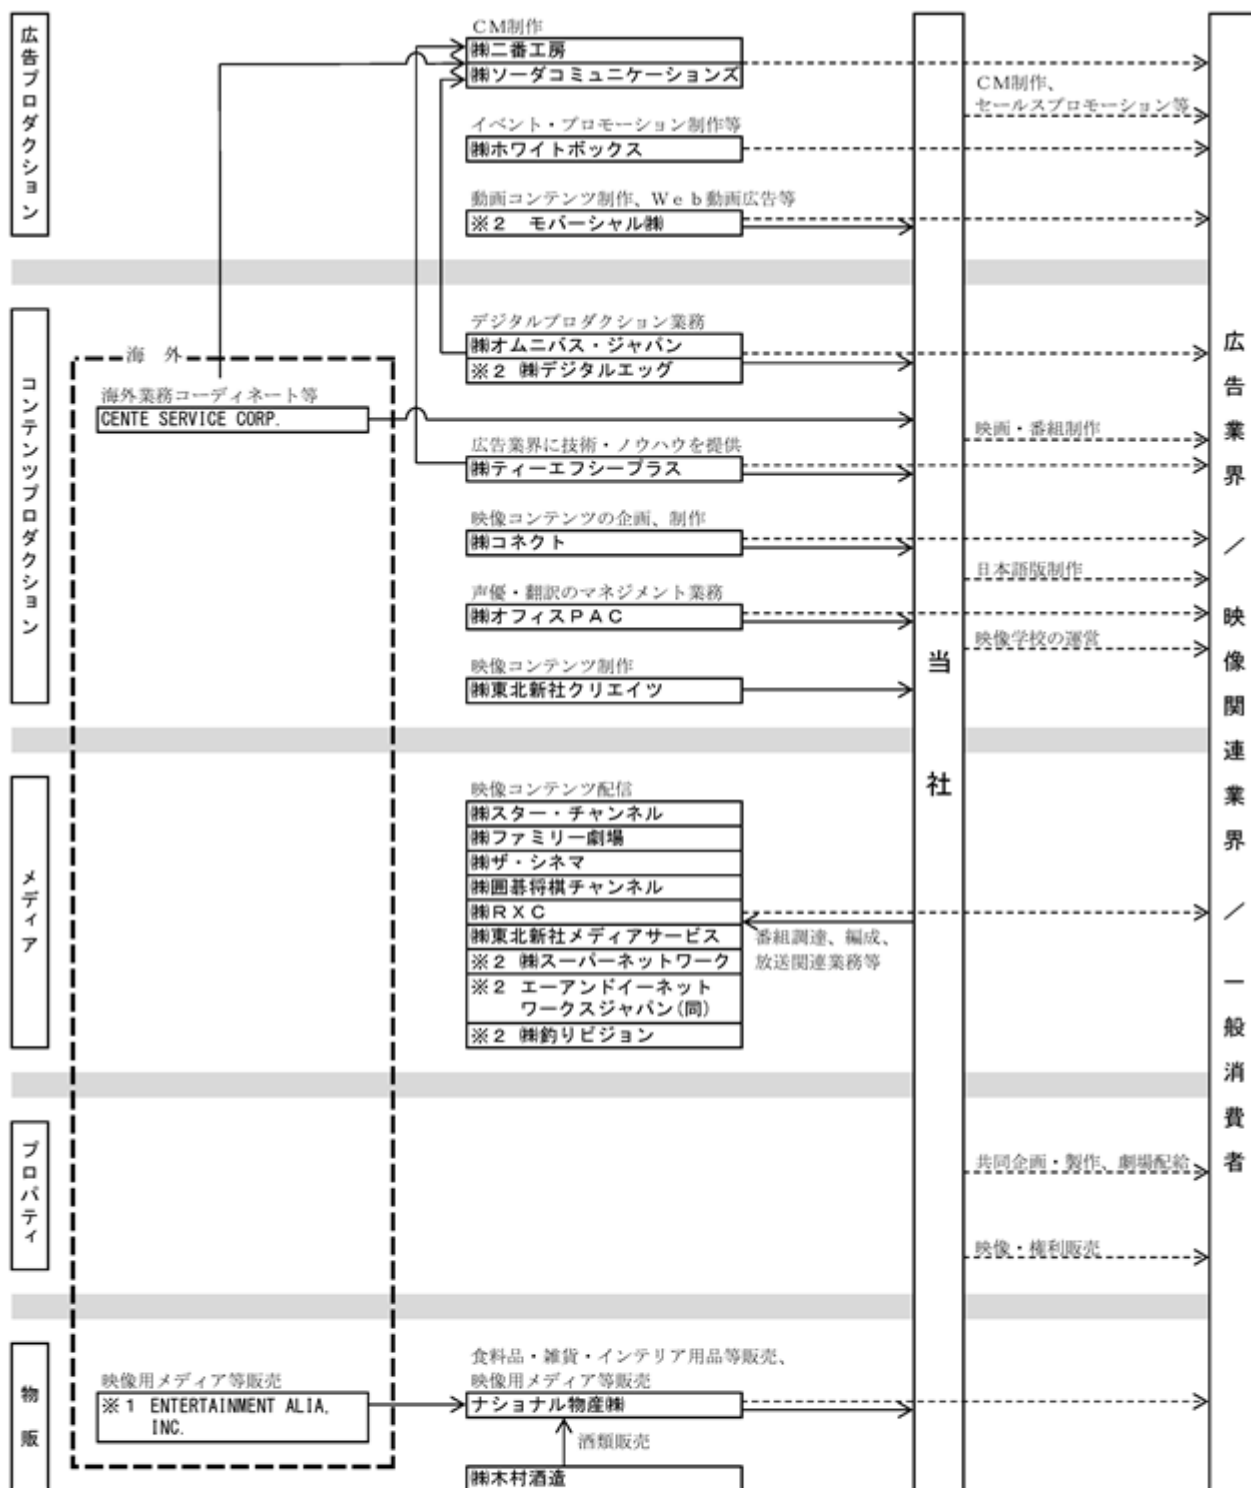 広告プロダクション
CM制作
㈱二番工房
㈱ソーダコミュニケーションズ
CM制作、
セールスプロモーション等
イベント・プロモーション制作等
㈱ホワイトボックス
動画コンテンツ制作、Web動画広告等
※2 モバーシャル㈱
コンテンツプロダクション
海外
海外業務コーディネート等
CENTE SERVICE CORP.
デジタルプロダクション業務
㈱オムニバス・ジャパン
※2 ㈱デジタルエッグ
広告業界に技術・ノウハウを提供
㈱ティーエフシープラス
映画・番組制作
映像コンテンツの企画、制作
㈱コネクト
日本語版制作
声優・翻訳のマネジメント業務
㈱オフィスPAC
映像学校の運営
映像コンテンツ制作
㈱東北新社クリエイツ
当社
広告業界/映像関連業界/一般消費者
メディア
映像コンテンツ配信
㈱スター・チャンネル
㈱ファミリー劇場
㈱ザ・シネマ
㈱囲碁将棋チャンネル
㈱RXC
㈱東北新社メディアサービス
※2 ㈱スーパーネットワーク
※2 エーアンドイーネット
ワークスジャパン(同)
※2 ㈱釣りビジョン
番組調達、編成、
放送関連業務等
プロパティ
共同企画・製作、劇場配給
映像・権利販売
物販
映像用メディア等販売
※1 ENTERTAINMENT ALIA,
INC.
食料品・雑貨・インテリア用品等販売、
映像用メディア等販売
ナショナル物産㈱
酒類販売
㈱木村酒造